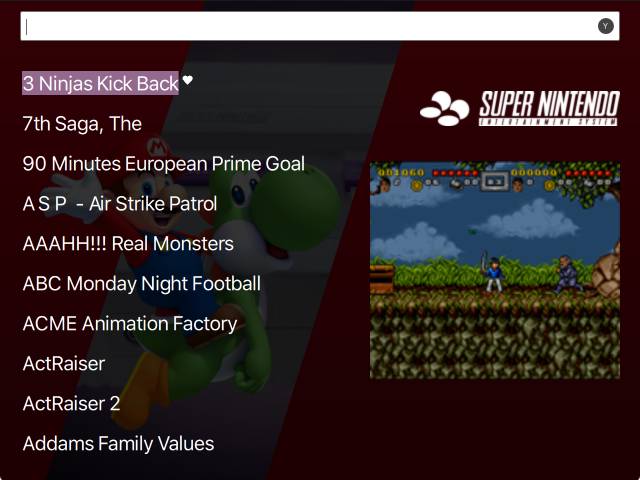 Y
3 Ninjas Kick Back
7th Saga, The
90 Minutes European Prime Goal
A S P - Air Strike Patrol
AAAHH!!! Real Monsters
ABC Monday Night Football
ACME Animation Factory
ActRaiser
ActRaiser 2
Addams Family Values
SUPER NINTENDO
ENTERTAINMENT SYSTEM